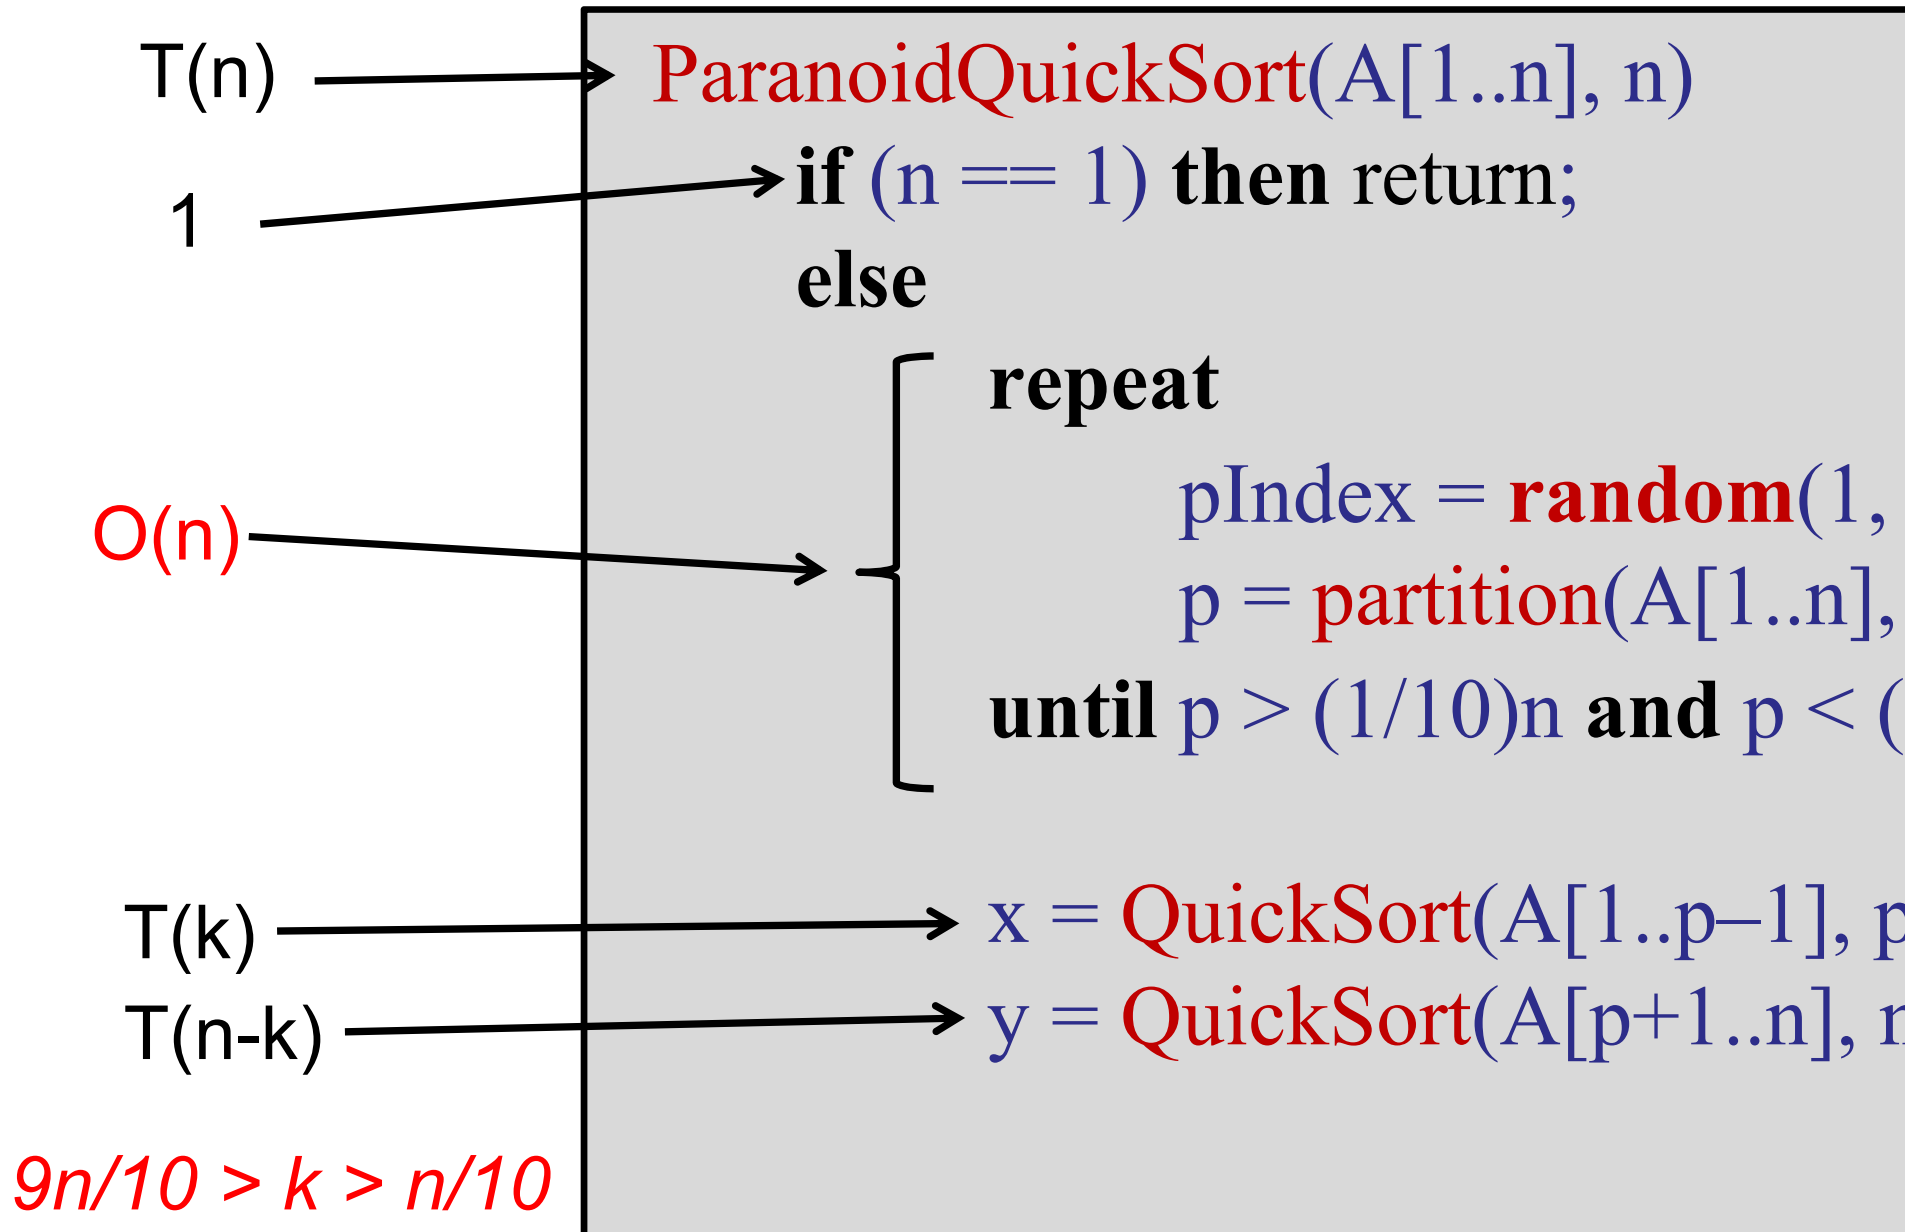 T(n)
ParanoidQuickSort(A[1..n], n)
1
if (n == 1) then return;
else
repeat
O(n)
pIndex = random(1,
p = partition(A[1..n],
until p > (1/10)n and p < (
T(k)
x = QuickSort(A[1..p–1], p
T(n-k)
y = QuickSort(A[p+1..n], n
9n/10 > k > n/10